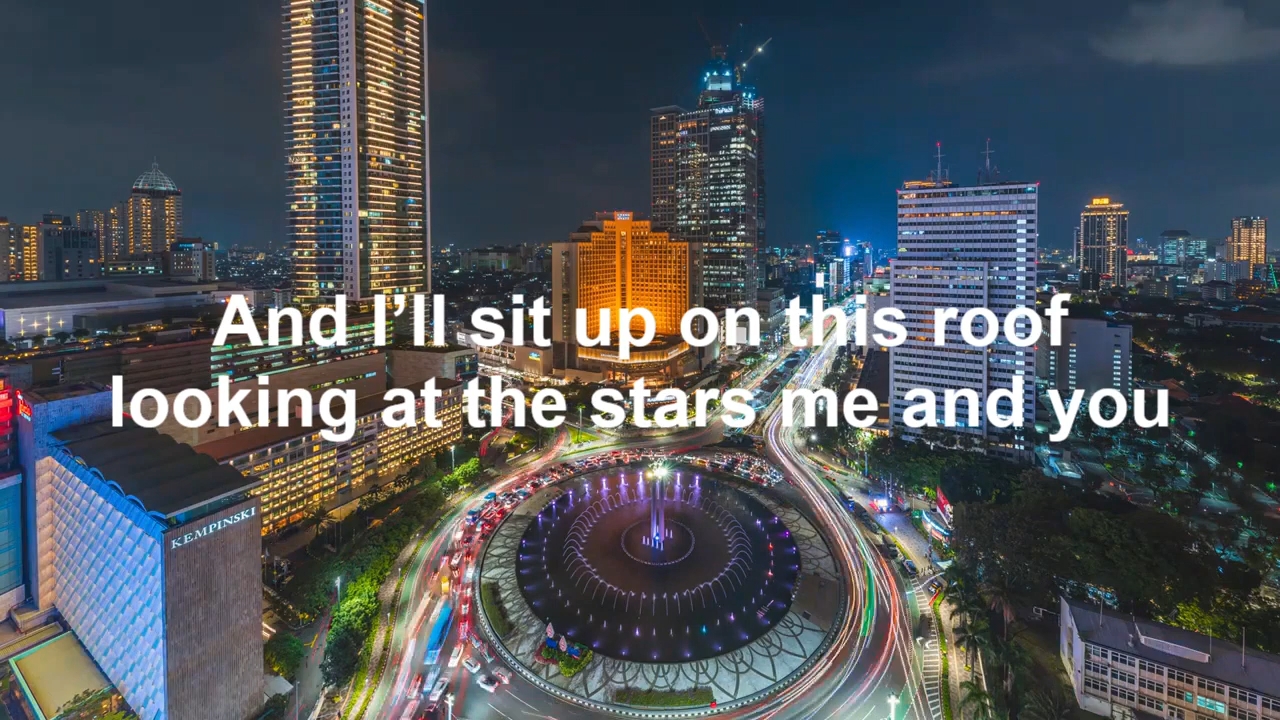 And I’ll sit up on this roof
looking at the stars me and you
KEMPINSKI